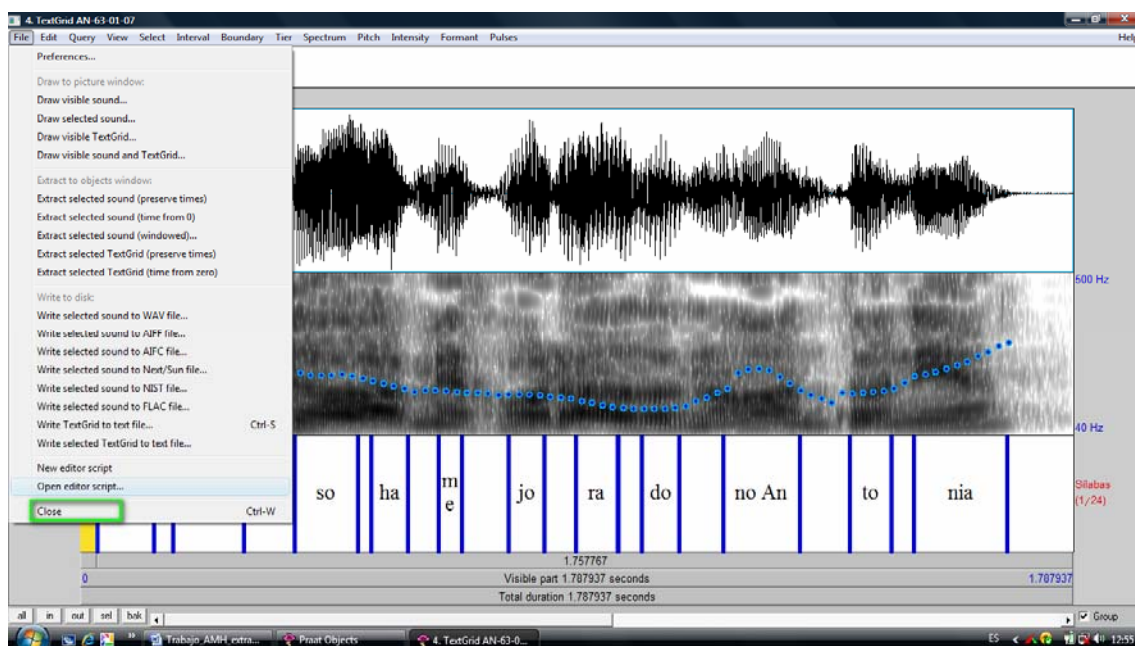 4. TextGrid AN-63-01-07
File Edit Query View Select Interval Boundary Tier Spectrum Pitch Intensity Formant Pulses Help
Preferences...
Draw to picture window:
Draw visible sound...
Draw selected sound...
Draw visible TextGrid...
Draw visible sound and TextGrid...
Extract to objects window:
Extract selected sound (preserve times)
Extract selected sound (time from 0)
Extract selected sound (windowed)...
Extract selected TextGrid (preserve times)
Extract selected TextGrid (time from zero)
Write to disk:
Write selected sound to WAV file...
Write selected sound to AIFF file...
Write selected sound to AIFC file...
Write selected sound to Next/Sun file...
Write selected sound to NIST file...
Write selected sound to FLAC file...
Write TextGrid to text file... Ctrl-S
Write selected TextGrid to text file...
New editor script
Open editor script...
Close Ctrl-W
500 Hz
40 Hz
so ha me jo ra do no An to nia
Sílabas
(1/24)
1.757767
0 Visible part 1.787937 seconds 1.787937
Total duration 1.787937 seconds
all in out sel bak Group
Trabajo_AMH_extra... Praat Objects 4. TextGrid AN-63-0... ES 12:55